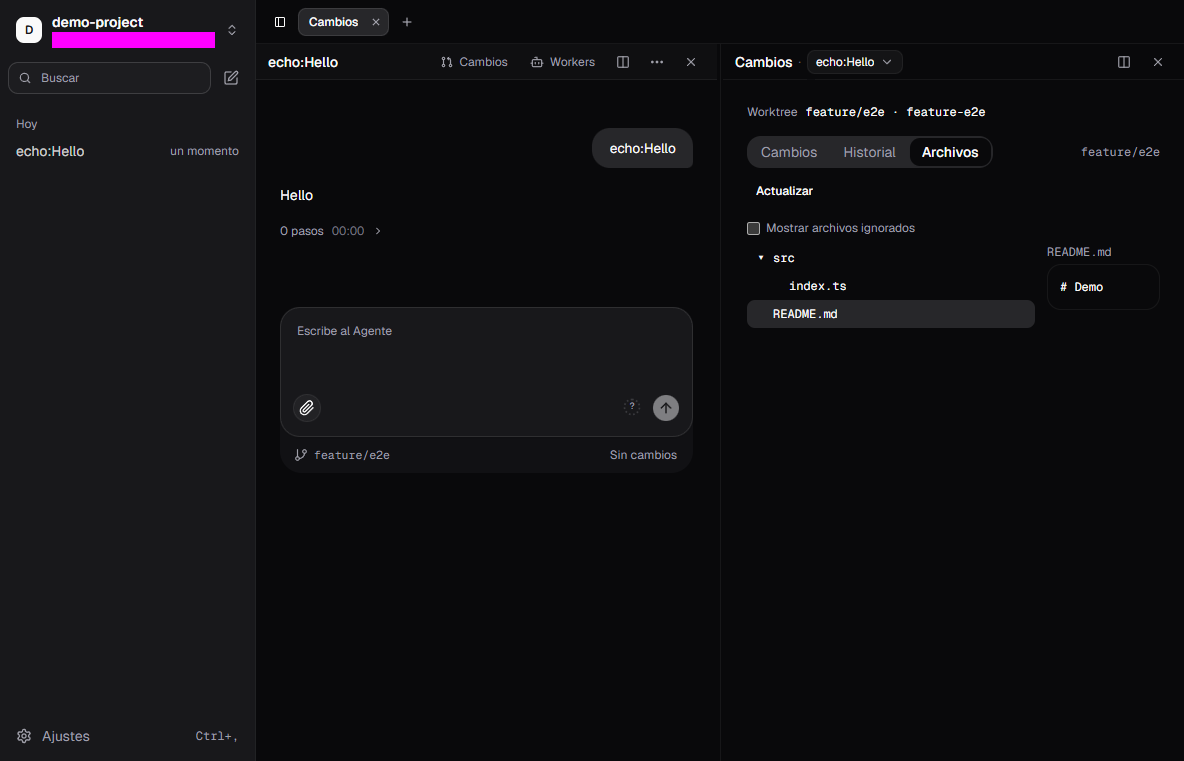 D
demo-project
Buscar
Hoy
echo:Hello
un momento
Ajustes
Ctrl+,
Cambios
echo:Hello
Cambios
Workers
echo:Hello
Hello
0 pasos 00:00
Escribe al Agente
?
feature/e2e
Sin cambios
Cambios · echo:Hello
Worktree feature/e2e · feature-e2e
Cambios
Historial
Archivos
feature/e2e
Actualizar
Mostrar archivos ignorados
src
index.ts
README.md
README.md
# Demo